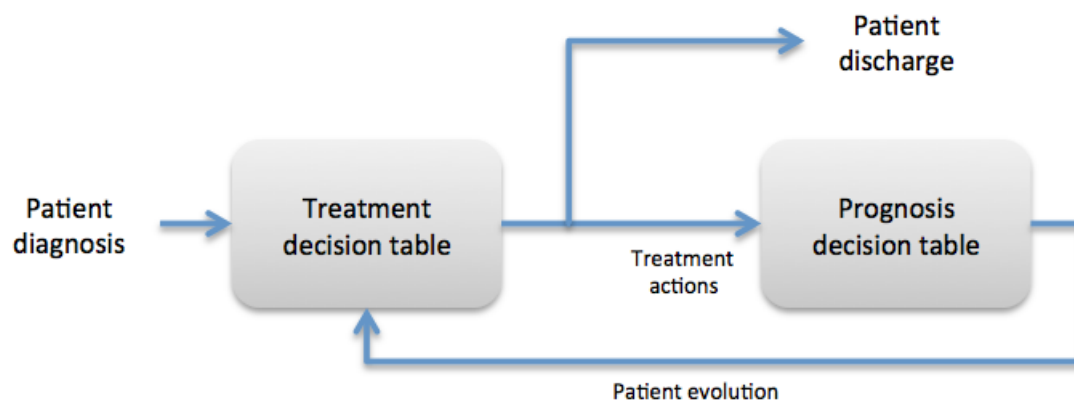 Patient
discharge
Patient
diagnosis
Treatment
decision table
Treatment
actions
Prognosis
decision table
Patient evolution